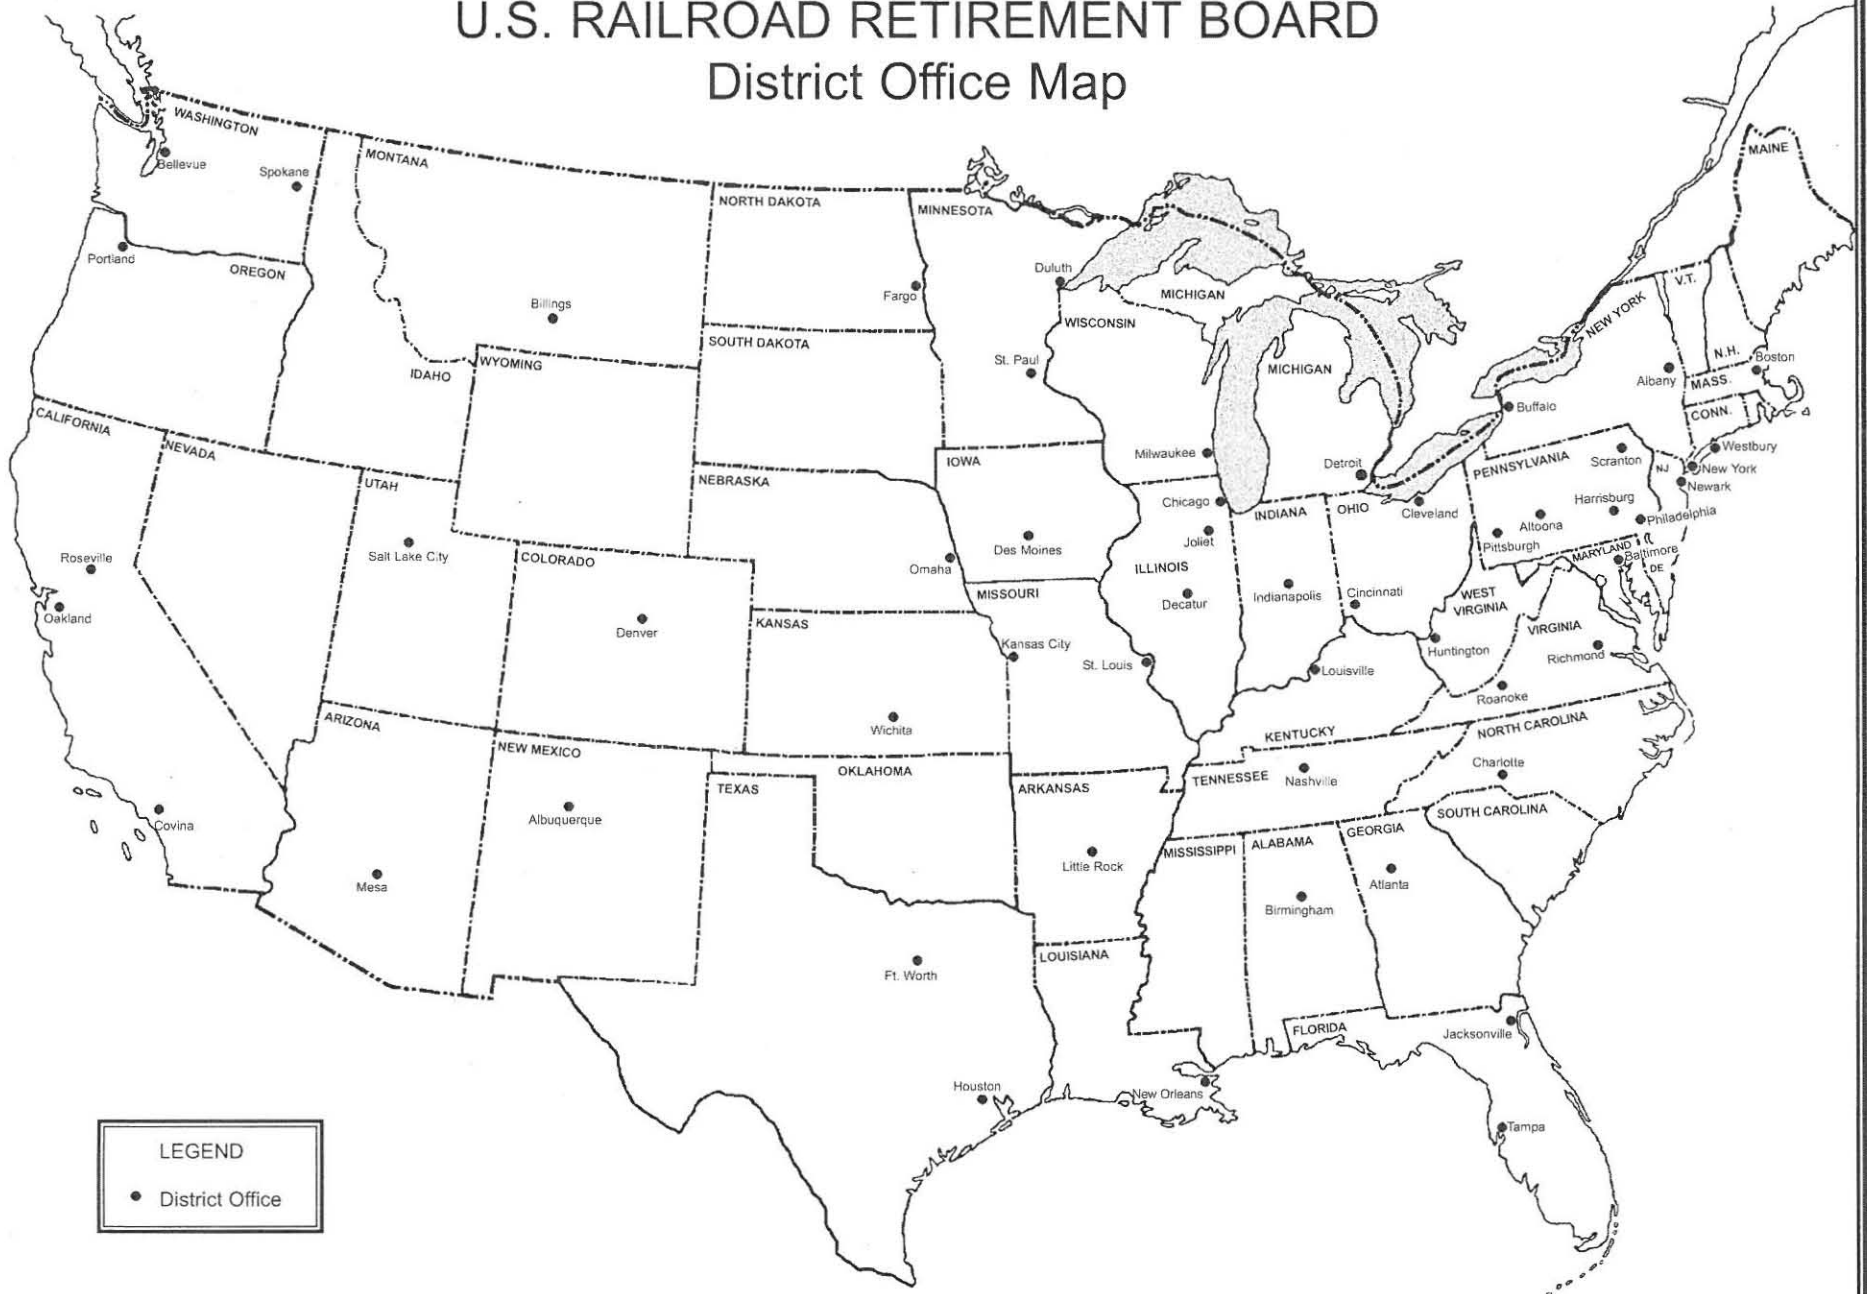 U.S. RAILROAD RETIREMENT BOARD
District Office Map
WASHINGTON
Bellevue
Spokane
MONTANA
NORTH DAKOTA
MINNESOTA
MAINE
Portland
OREGON
Billings
Fargo
Duluth
MICHIGAN
V.T.
NEW YORK
WISCONSIN
SOUTH DAKOTA
St. Paul
MICHIGAN
N.H.
Boston
IDAHO
WYOMING
Albany
MASS.
CALIFORNIA
Buffalo
CONN.
NEVADA
IOWA
Milwaukee
Detroit
PENNSYLVANIA
Scranton
NJ
Westbury
New York
UTAH
NEBRASKA
Newark
Chicago
INDIANA
OHIO
Cleveland
Harrisburg
Altoona
Philadelphia
Roseville
Salt Lake City
COLORADO
Omaha
Des Moines
Joliet
Pittsburgh
MARYLAND
Baltimore
DE
ILLINOIS
Oakland
Denver
KANSAS
MISSOURI
Decatur
Indianapolis
Cincinnati
WEST
VIRGINIA
VIRGINIA
Kansas City
St. Louis
Louisville
Huntington
Richmond
Roanoke
ARIZONA
Wichita
KENTUCKY
NORTH CAROLINA
NEW MEXICO
OKLAHOMA
TEXAS
ARKANSAS
TENNESSEE
Nashville
Charlotte
Covina
Albuquerque
SOUTH CAROLINA
MISSISSIPPI
ALABAMA
GEORGIA
Mesa
Little Rock
Atlanta
Birmingham
Ft. Worth
LOUISIANA
FLORIDA
Jacksonville
Houston
New Orleans
Tampa
LEGEND
District Office